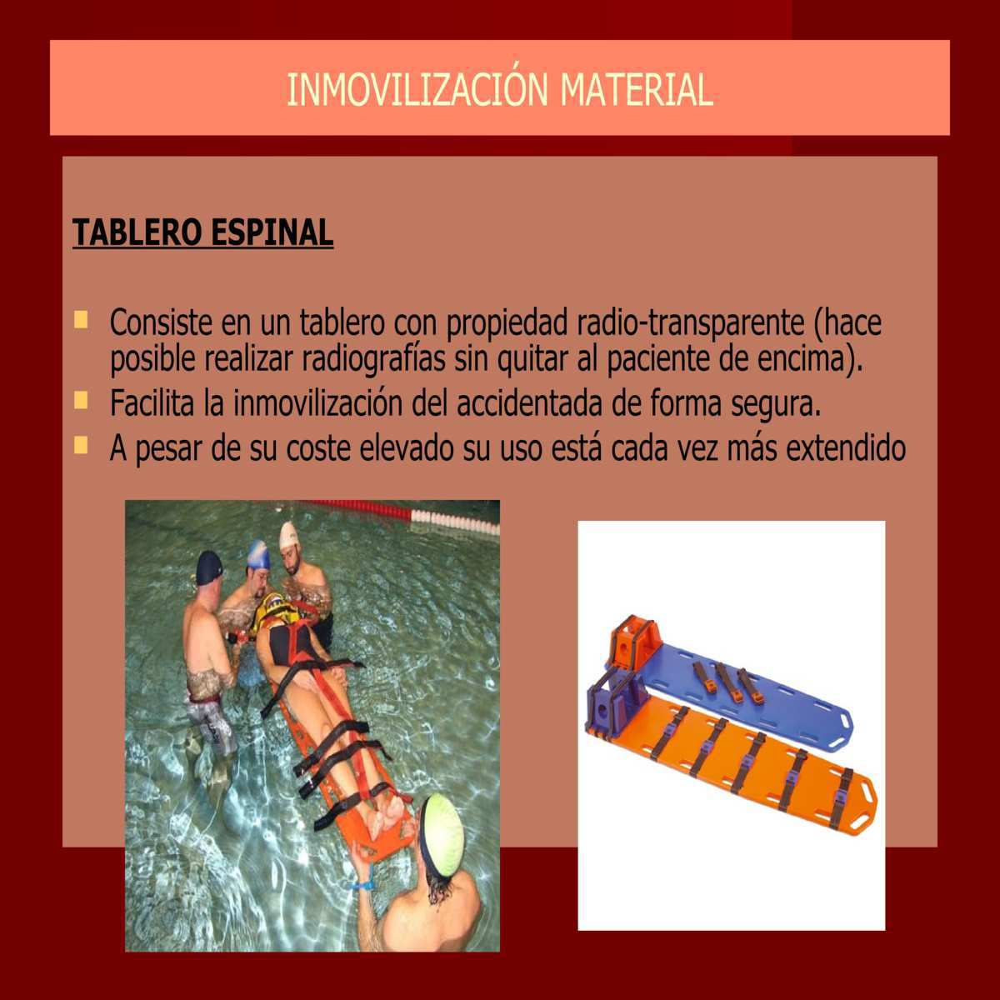 INMOVILIZACIÓN MATERIAL
TABLERO ESPINAL
Consiste en un tablero con propiedad radio-transparente (hace
posible realizar radiografías sin quitar al paciente de encima).
Facilita la inmovilización del accidentada de forma segura.
A pesar de su coste elevado su uso está cada vez más extendido